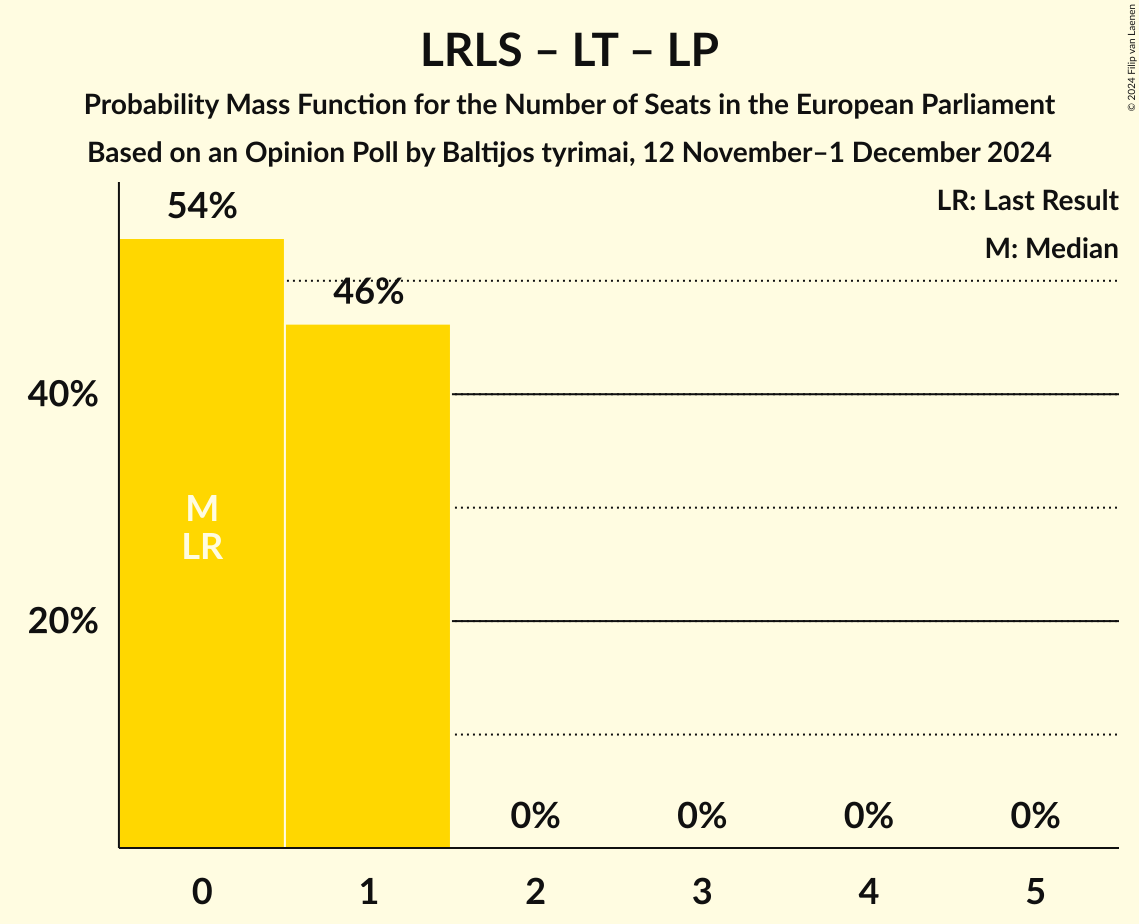 © 2024 Filip van Laenen
LRLS – LT – LP
Probability Mass Function for the Number of Seats in the European Parliament
Based on an Opinion Poll by Baltijos tyrimai, 12 November–1 December 2024
LR: Last Result
M: Median
54%
46%
40%
20%
M
LR
0% 0% 0% 0%
0 1 2 3 4 5